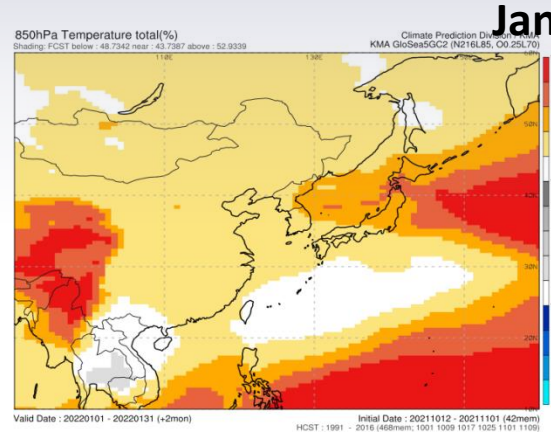 Jan
850hPa Temperature total(%)
Climate Prediction Division / KMA
Shading: FCST below : 48.7342 near : 43.7387 above : 52.9339
KMA GloSea5GC2 (N216L85, O0.25L70)
110E
130E
50N
40N
30N
20N
Valid Date : 20220101 - 20220131 (+2mon)
Initial Date : 20211012 - 20211101 (42mem)
HCST : 1991 - 2016 (468mem; 1001 1009 1017 1025 1101 1109)